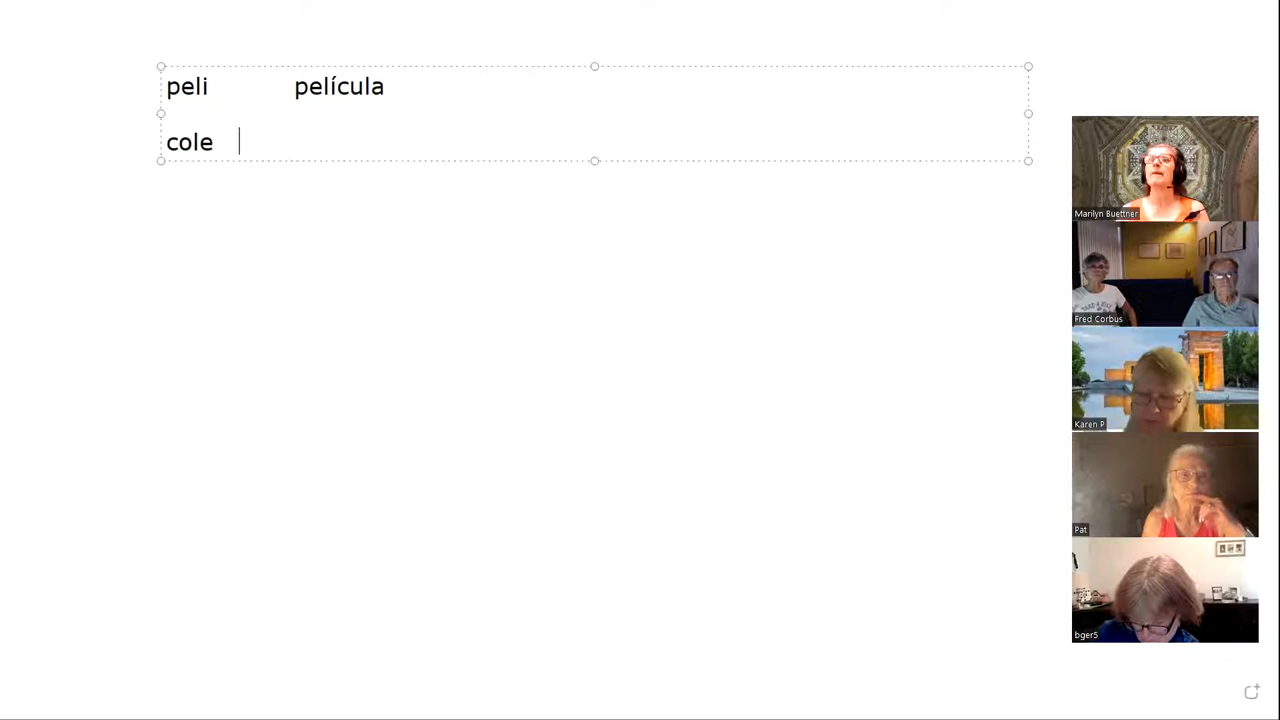 peli película
cole
Marilyn Buettner
Fred Corbus
Karen P
Pat
bger5